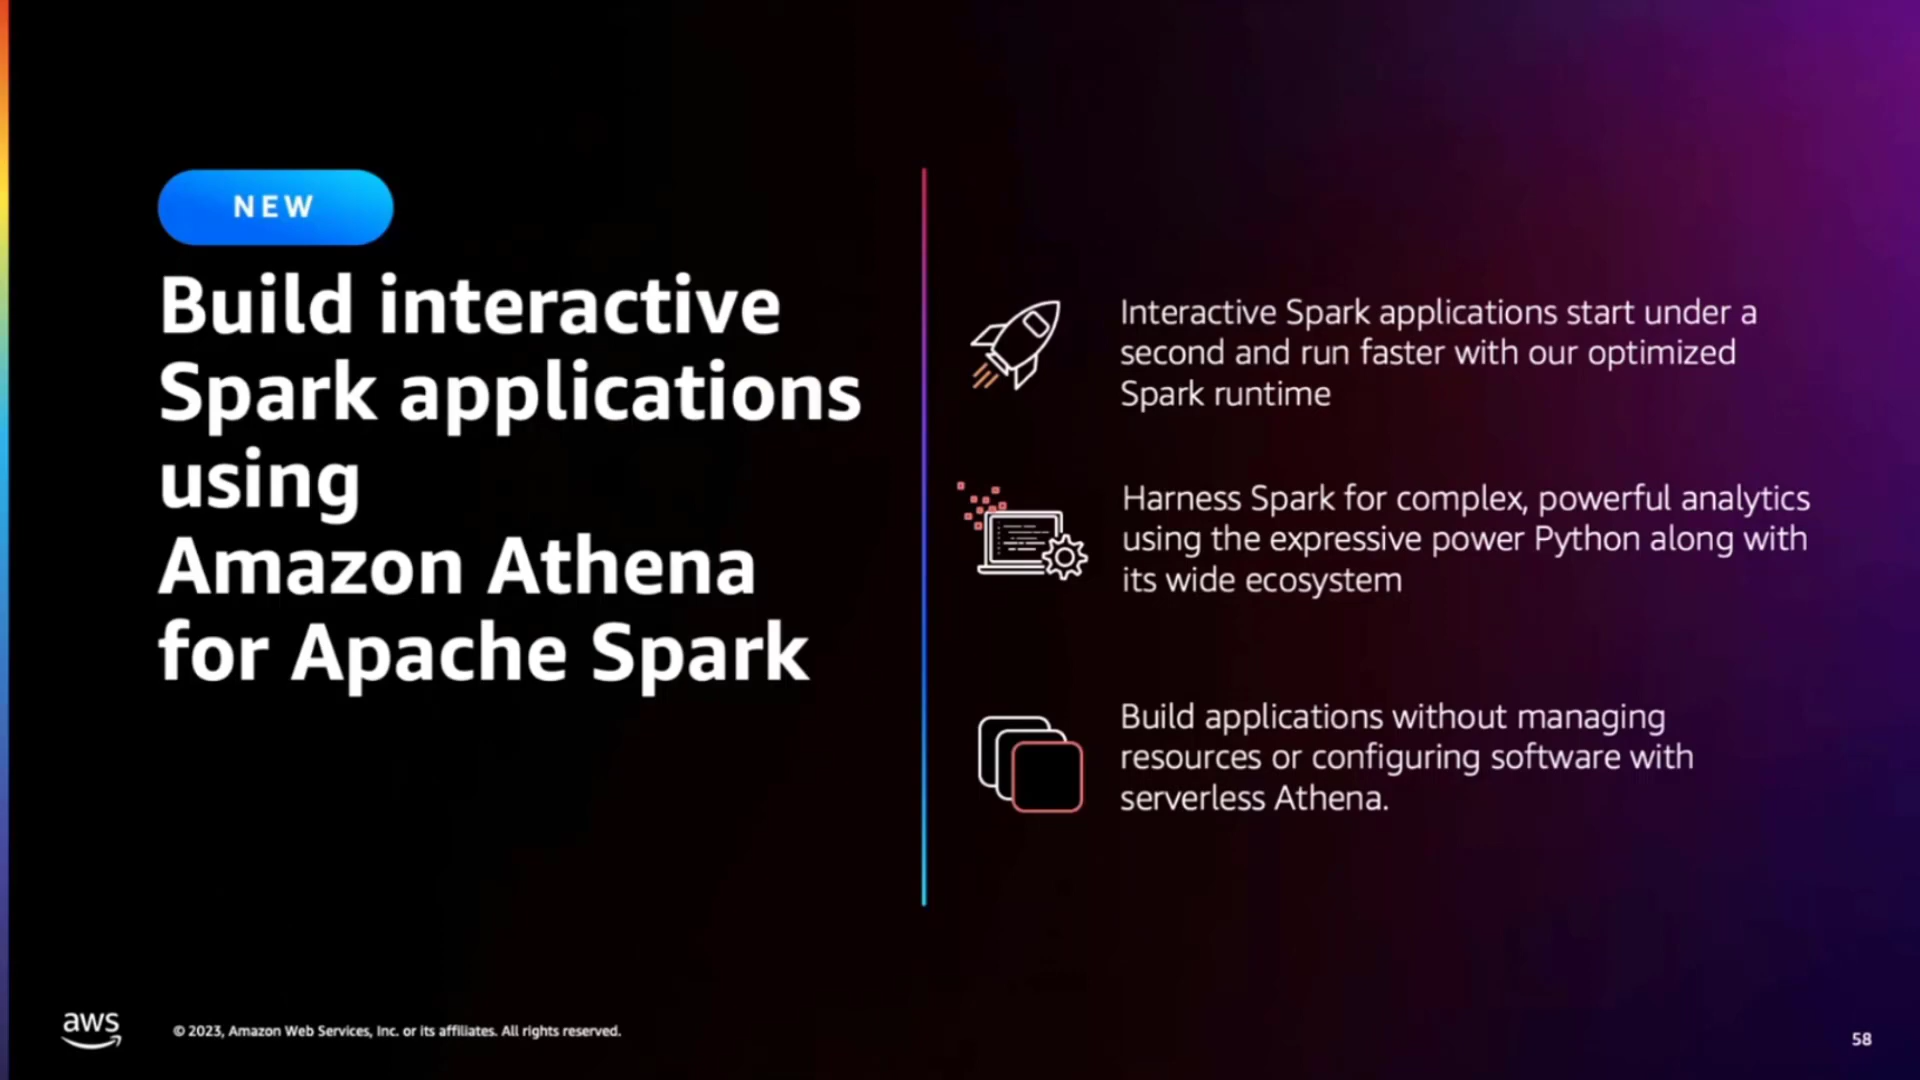 NEW
Build interactive
Spark applications
using
Amazon Athena
for Apache Spark
Interactive Spark applications start under a
second and run faster with our optimized
Spark runtime
Harness Spark for complex, powerful analytics
using the expressive power Python along with
its wide ecosystem
Build applications without managing
resources or configuring software with
serverless Athena.
aws
© 2023, Amazon Web Services, Inc. or its affiliates. All rights reserved.
58